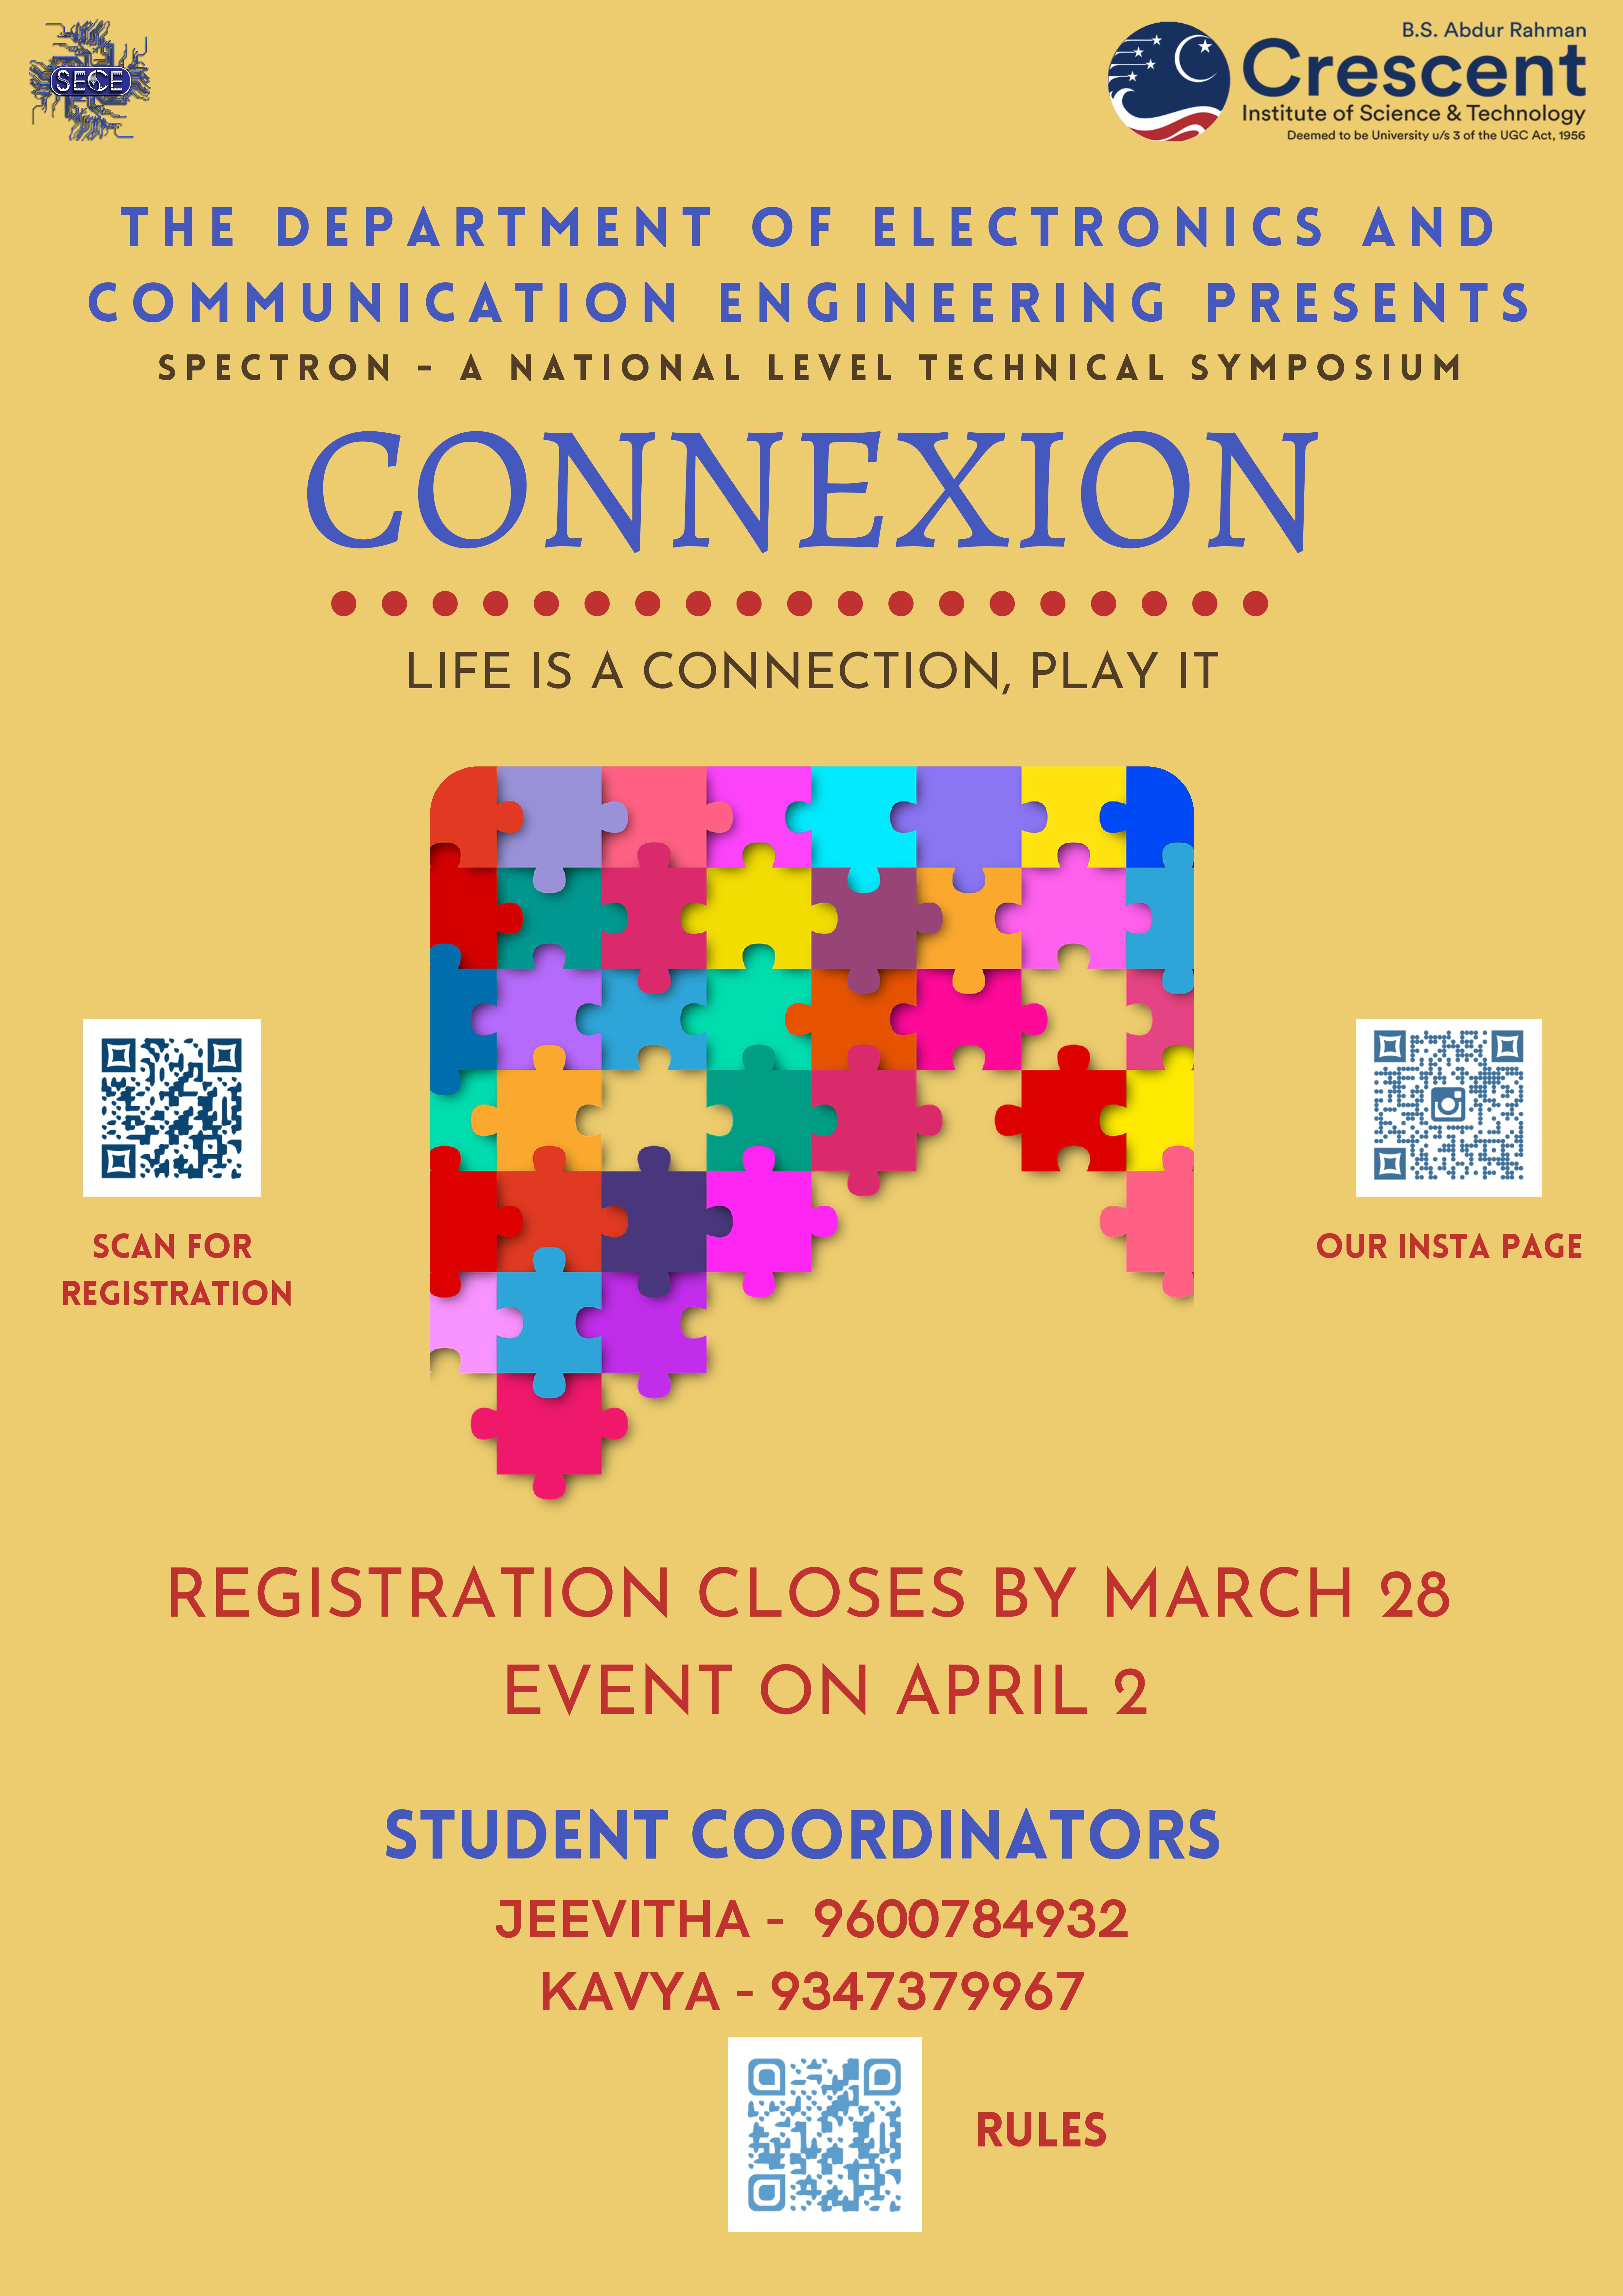 SECE
B.S. Abdur Rahman
Crescent
Institute of Science & Technology
Deemed to be University u/s 3 of the UGC Act, 1956
THE DEPARTMENT OF ELECTRONICS AND
COMMUNICATION ENGINEERING PRESENTS
SPECTRON - A NATIONAL LEVEL TECHNICAL SYMPOSIUM
CONNEXION
LIFE IS A CONNECTION, PLAY IT
SCAN FOR
REGISTRATION
OUR INSTA PAGE
REGISTRATION CLOSES BY MARCH 28
EVENT ON APRIL 2
STUDENT COORDINATORS
JEEVITHA - 9600784932
KAVYA - 9347379967
RULES